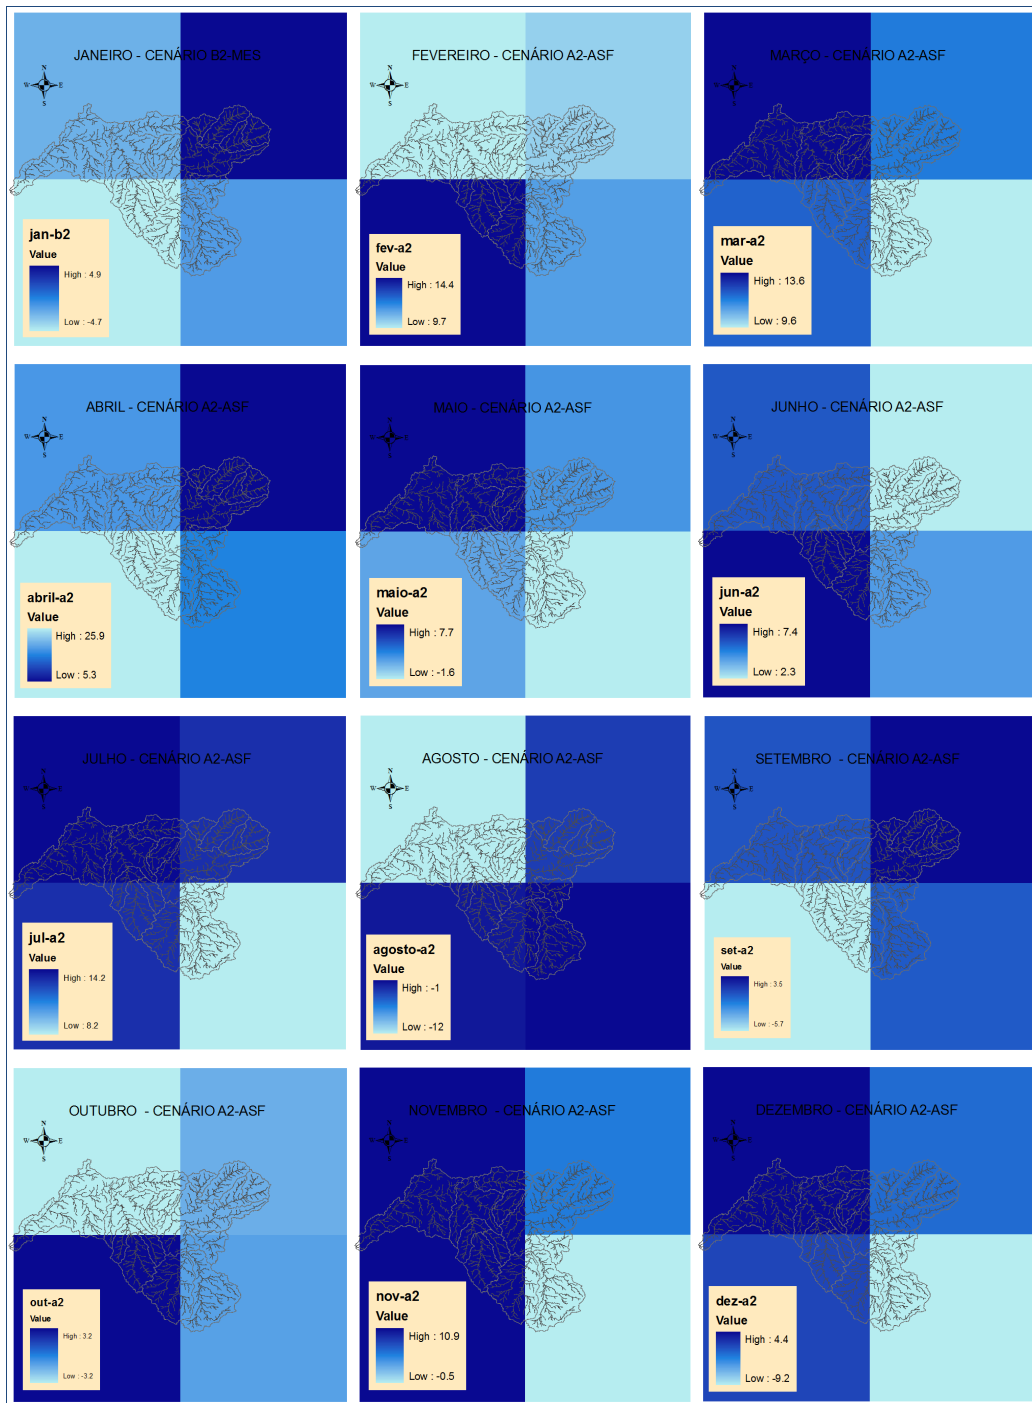 JANEIRO - CENÁRIO B2-MES
N
W E
S
jan-b2
Value
High : 4.9
Low : -4.7
FEVEREIRO - CENÁRIO A2-ASF
N
W E
S
fev-a2
Value
High : 14.4
Low : 9.7
MARÇO - CENÁRIO A2-ASF
N
W E
S
mar-a2
Value
High : 13.6
Low : 9.6
ABRIL - CENÁRIO A2-ASF
N
W E
S
abril-a2
Value
High : 25.9
Low : 5.3
MAIO - CENÁRIO A2-ASF
N
W E
S
maio-a2
Value
High : 7.7
Low : -1.6
JUNHO - CENÁRIO A2-ASF
N
W E
S
jun-a2
Value
High : 7.4
Low : 2.3
JULHO - CENÁRIO A2-ASF
N
W E
S
jul-a2
Value
High : 14.2
Low : 8.2
AGOSTO - CENÁRIO A2-ASF
N
W E
S
agosto-a2
Value
High : -1
Low : -12
SETEMBRO - CENÁRIO A2-ASF
N
W E
S
set-a2
Value
High : 3.5
Low : -5.7
OUTUBRO - CENÁRIO A2-ASF
N
W E
S
out-a2
Value
High : 3.2
Low : -3.2
NOVEMBRO - CENÁRIO A2-ASF
N
W E
S
nov-a2
Value
High : 10.9
Low : -0.5
DEZEMBRO - CENÁRIO A2-ASF
N
W E
S
dez-a2
Value
High : 4.4
Low : -9.2